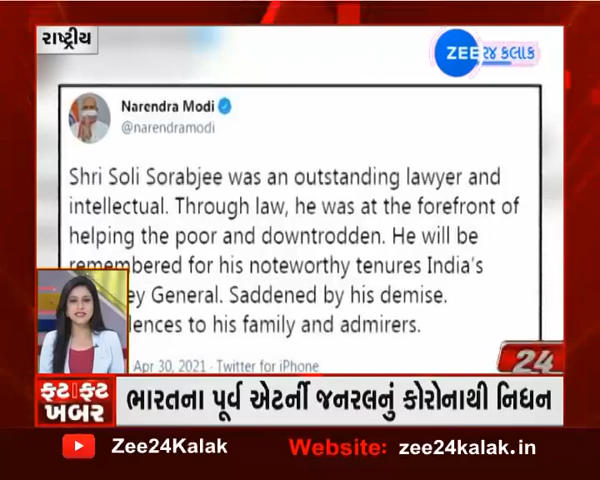 રાષ્ટ્રીય
ZEE ૨૪ કલાક
Narendra Modi
@narendramodi
Shri Soli Sorabjee was an outstanding lawyer and
intellectual. Through law, he was at the forefront of
helping the poor and downtrodden. He will be
remembered for his noteworthy tenures India's
ey General. Saddened by his demise.
lences to his family and admirers.
Apr 30, 2021 · Twitter for iPhone
24
ફટાફટ
ખબર
ભારતના પૂર્વ એટર્ની જનરલનું કોરોનાથી નિધન
Zee24Kalak
Website: zee24kalak.in